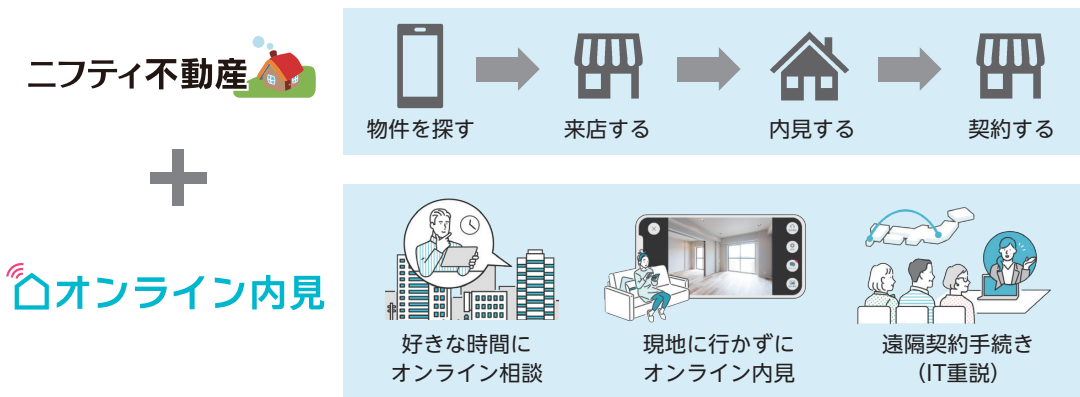 ニフティ不動産
物件を探す
来店する
内見する
契約する
オンライン内見
好きな時間に
オンライン相談
現地に行かずに
オンライン内見
遠隔契約手続き
（IT重説）